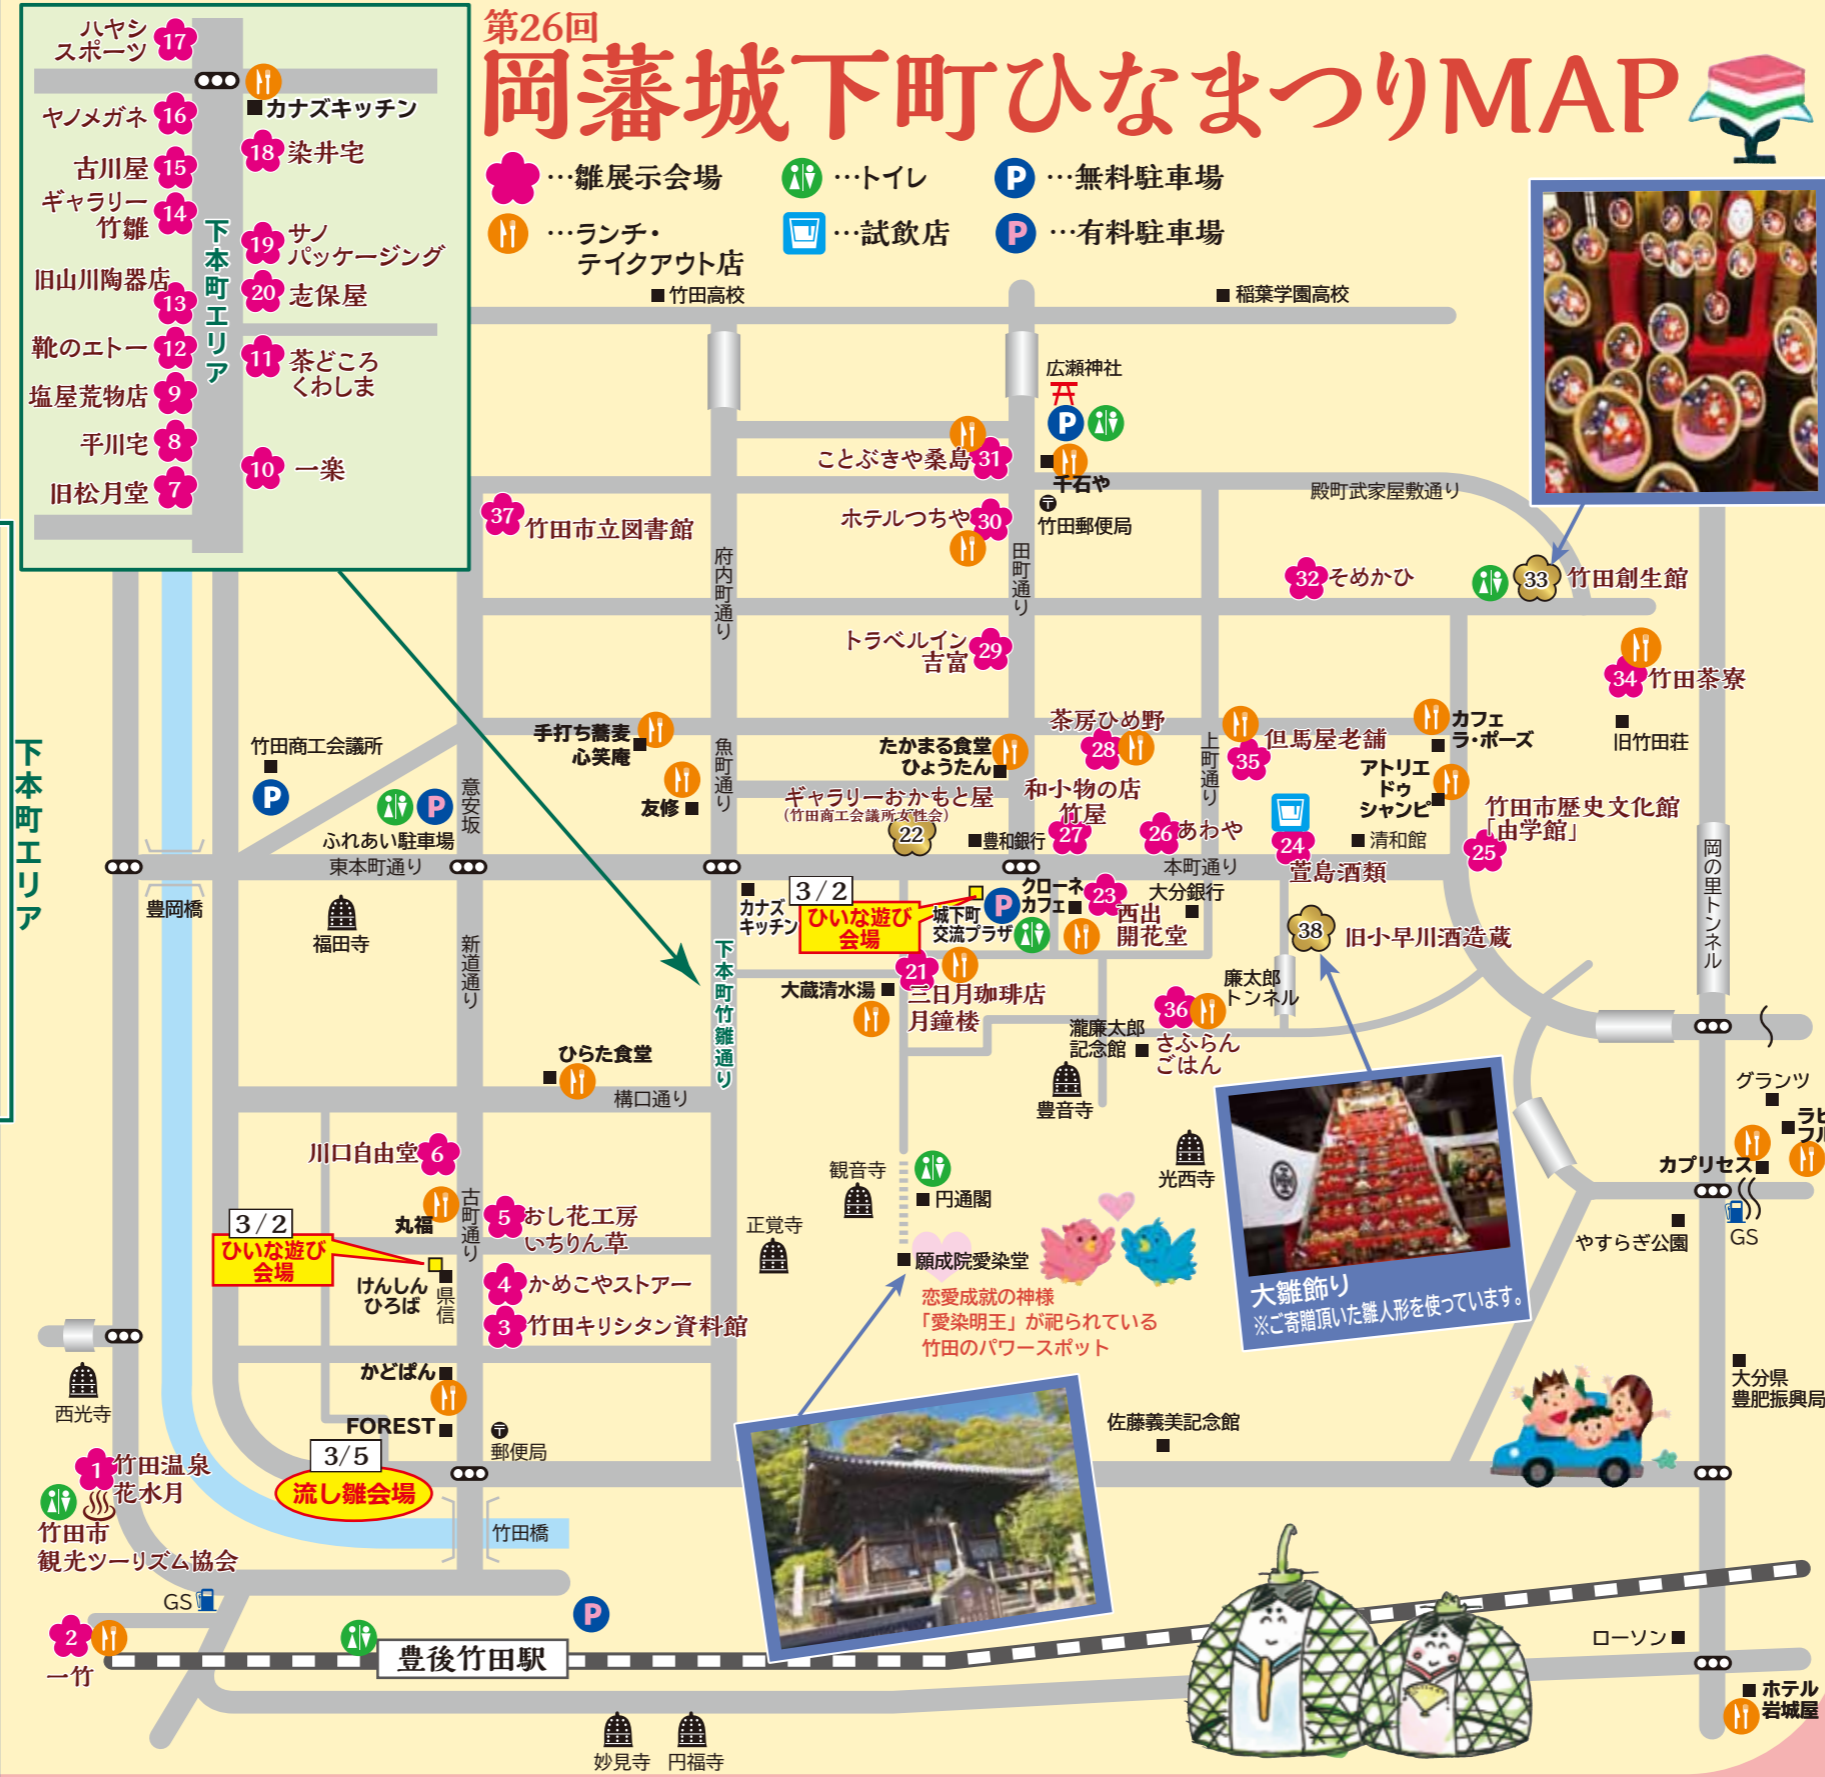 第26回
岡藩城下町ひなまつりMAP
…雛展示会場
…トイレ
P
…無料駐車場
…ランチ・
テイクアウト店
…試飲店
P
…有料駐車場
ハヤシ
スポーツ
17
カナズキッチン
ヤノメガネ
16
18
染井宅
古川屋
15
ギャラリー
竹雛
14
下本町エリア
19
サノ
パッケージング
旧山川陶器店
13
20
志保屋
靴のエトー
12
11
茶どころ
くわしま
塩屋荒物店
9
平川宅
8
10
一楽
旧松月堂
7
下本町エリア
竹田高校
稲葉学園高校
広瀬神社
P
ことぶきや桑島
31
千石や
殿町武家屋敷通り
37
竹田市立図書館
ホテルつちや
30
竹田郵便局
府内町通り
田町通り
32
そめかひ
33
竹田創生館
トラベルイン
吉富
29
34
竹田茶寮
旧竹田荘
竹田商工会議所
P
手打ち蕎麦
心笑庵
友修
魚町通り
たかまる食堂
ひょうたん
茶房ひめ野
28
上町通り
35
但馬屋老舗
カフェ
ラ・ポーズ
アトリエ
ドゥ
シャンピ
P
ふれあい駐車場
意安坂
ギャラリーおかもと屋
(竹田商工会議所女性会)
22
和小物の店
竹屋
27
26
あわや
24
萱島酒類
清和館
竹田市歴史文化館
「由学館」
25
豊和銀行
東本町通り
本町通り
岡の里トンネル
豊岡橋
福田寺
新道通り
カナズ
キッチン
3/2
ひいな遊び
会場
城下町
交流プラザ
P
クローネ
カフェ
23
西出
開花堂
大分銀行
38
旧小早川酒造蔵
下本町竹雛通り
21
三日月珈琲店
月鐘楼
大蔵清水湯
廉太郎
トンネル
36
さふらん
ごはん
瀧廉太郎
記念館
豊音寺
ひらた食堂
構口通り
グランツ
カプリセス
GS
やすらぎ公園
川口自由堂
6
丸福
古町通り
5
おし花工房
いちりん草
3/2
ひいな遊び
会場
けんしん
ひろば
県信
4
かめこやストアー
3
竹田キリシタン資料館
正覚寺
観音寺
円通閣
光西寺
願成院愛染堂
恋愛成就の神様
「愛染明王」が祀られている
竹田のパワースポット
大雛飾り
※ご寄贈頂いた雛人形を使っています。
大分県
豊肥振興局
かどぱん
FOREST
郵便局
西光寺
1
竹田温泉
花水月
竹田市
観光ツーリズム協会
3/5
流し雛会場
竹田橋
佐藤義美記念館
GS
2
一竹
豊後竹田駅
P
妙見寺
円福寺
ローソン
ホテル
岩城屋